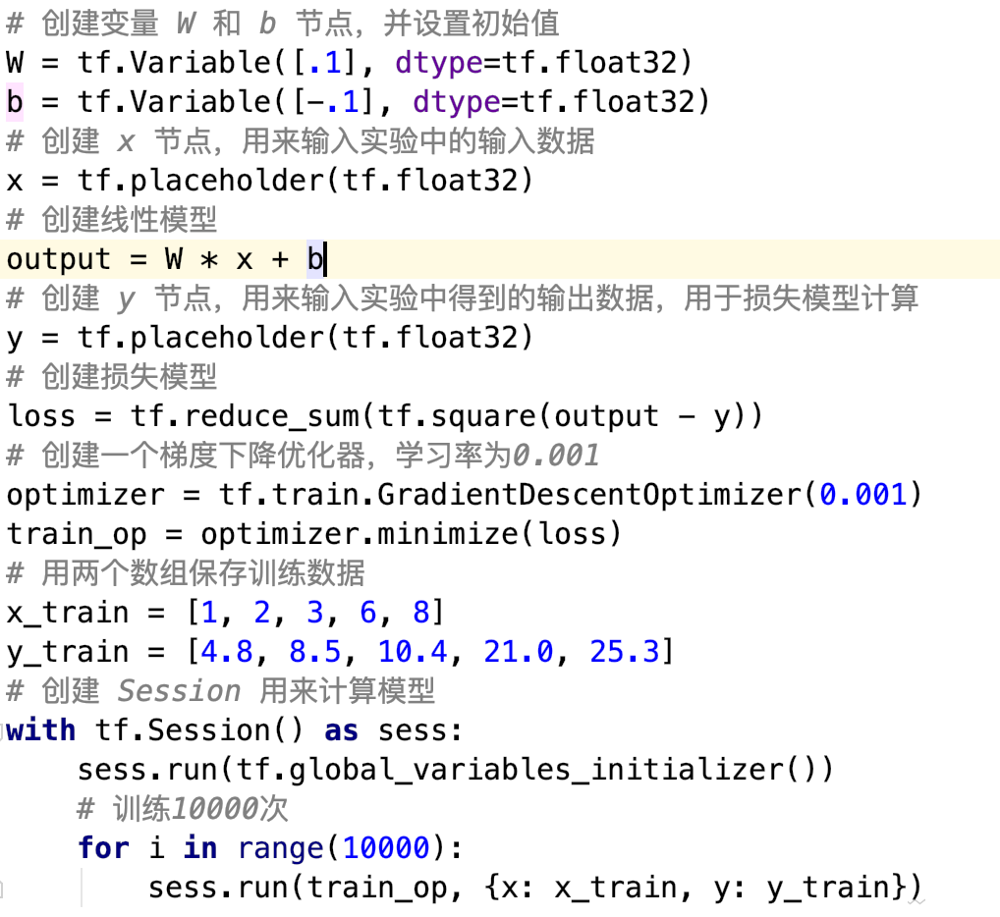 # 创建变量 W 和 b 节点，并设置初始值
W = tf.Variable([.1], dtype=tf.float32)
b = tf.Variable([-.1], dtype=tf.float32)
# 创建 x 节点，用来输入实验中的输入数据
x = tf.placeholder(tf.float32)
# 创建线性模型
output = W * x + b
# 创建 y 节点，用来输入实验中得到的输出数据，用于损失模型计算
y = tf.placeholder(tf.float32)
# 创建损失模型
loss = tf.reduce_sum(tf.square(output - y))
# 创建一个梯度下降优化器，学习率为0.001
optimizer = tf.train.GradientDescentOptimizer(0.001)
train_op = optimizer.minimize(loss)
# 用两个数组保存训练数据
x_train = [1, 2, 3, 6, 8]
y_train = [4.8, 8.5, 10.4, 21.0, 25.3]
# 创建 Session 用来计算模型
with tf.Session() as sess:
    sess.run(tf.global_variables_initializer())
    # 训练10000次
    for i in range(10000):
        sess.run(train_op, {x: x_train, y: y_train})